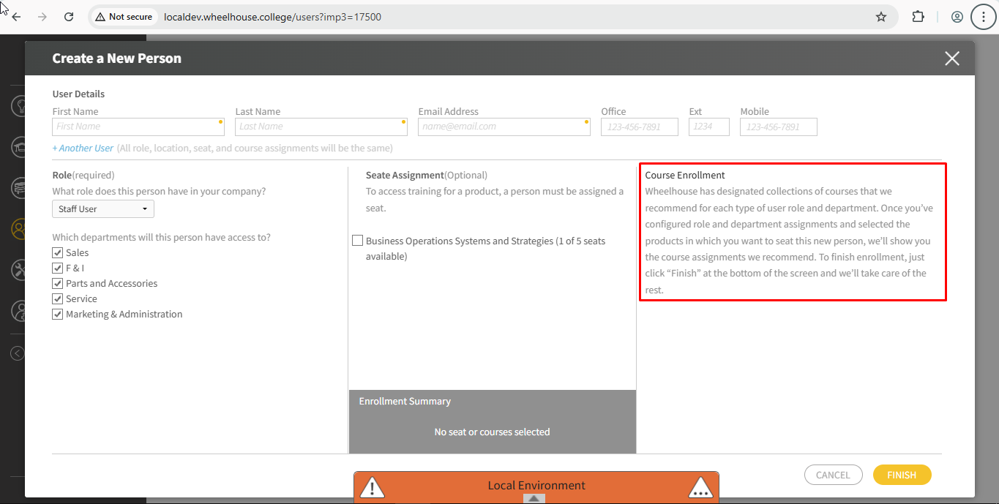 Not secure
localdev.wheelhouse.college/users?imp3=17500
Create a New Person
User Details
First Name
Last Name
Email Address
Office
Ext
Mobile
First Name
Last Name
name@email.com
123-456-7891
1234
123-456-7891
+ Another User (All role, location, seat, and course assignments will be the same)
Role(required)
What role does this person have in your company?
Staff User
Which departments will this person have access to?
Sales
F & I
Parts and Accessories
Service
Marketing & Administration
Seate Assignment(Optional)
To access training for a product, a person must be assigned a
seat.
Business Operations Systems and Strategies (1 of 5 seats
available)
Enrollment Summary
No seat or courses selected
Course Enrollment
Wheelhouse has designated collections of courses that we
recommend for each type of user role and department. Once you’ve
configured role and department assignments and selected the
products in which you want to seat this new person, we’ll show you
the course assignments we recommend. To finish enrollment, just
click “Finish” at the bottom of the screen and we’ll take care of the
rest.
CANCEL
FINISH
Local Environment